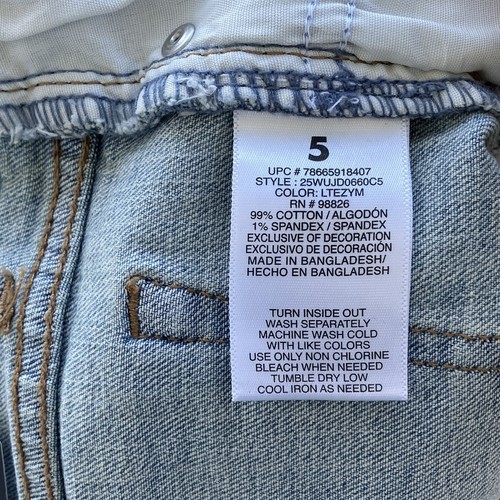 5
UPC # 78665918407
STYLE : 25WUJD0660C5
COLOR: LTEZYM
RN # 98826
99% COTTON / ALGODÓN
1% SPANDEX / SPANDEX
EXCLUSIVE OF DECORATION
EXCLUSIVO DE DECORACIÓN
MADE IN BANGLADESH/
HECHO EN BANGLADESH
TURN INSIDE OUT
WASH SEPARATELY
MACHINE WASH COLD
WITH LIKE COLORS
USE ONLY NON CHLORINE
BLEACH WHEN NEEDED
TUMBLE DRY LOW
COOL IRON AS NEEDED